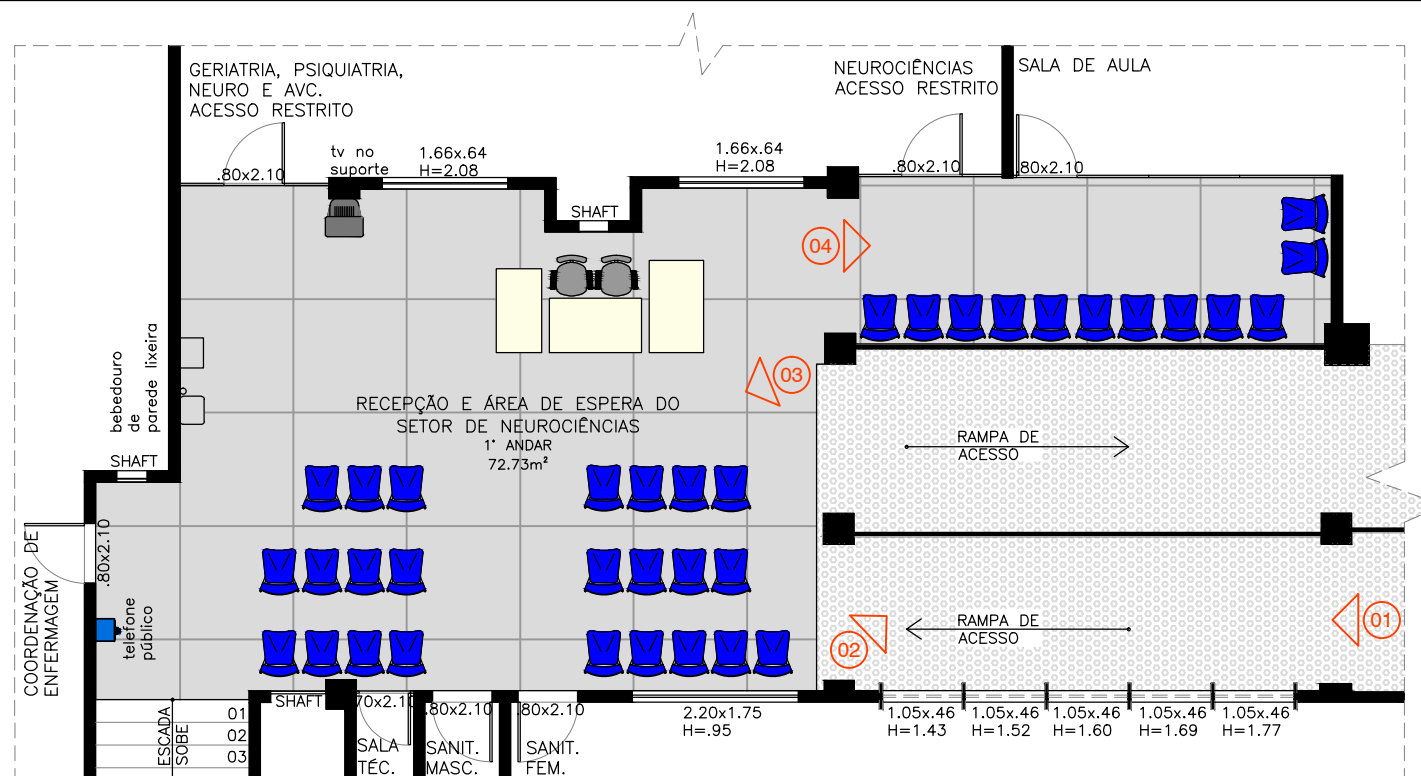 GERIATRIA, PSIQUIATRIA,
NEURO E AVC.
ACESSO RESTRITO
NEUROCIÊNCIAS
ACESSO RESTRITO
SALA DE AULA
.80x2.10
tv no
suporte
1.66x.64
H=2.08
1.66x.64
H=2.08
.80x2.10
.80x2.10
SHAFT
04
bebedouro
de
parede
lixeira
03
RECEPÇÃO E ÁREA DE ESPERA DO
SETOR DE NEUROCIÊNCIAS
1° ANDAR
72.73m²
RAMPA DE
ACESSO
SHAFT
.80x2.10
COORDENAÇÃO DE
ENFERMAGEM
telefone
público
RAMPA DE
ACESSO
01
02
SHAFT
.70x2.10
.80x2.10
.80x2.10
2.20x1.75
H=.95
1.05x.46
H=1.43
1.05x.46
H=1.52
1.05x.46
H=1.60
1.05x.46
H=1.69
1.05x.46
H=1.77
ESCADA
SOBE
01
02
03
SALA
TÉC.
SANIT.
MASC.
SANIT.
FEM.